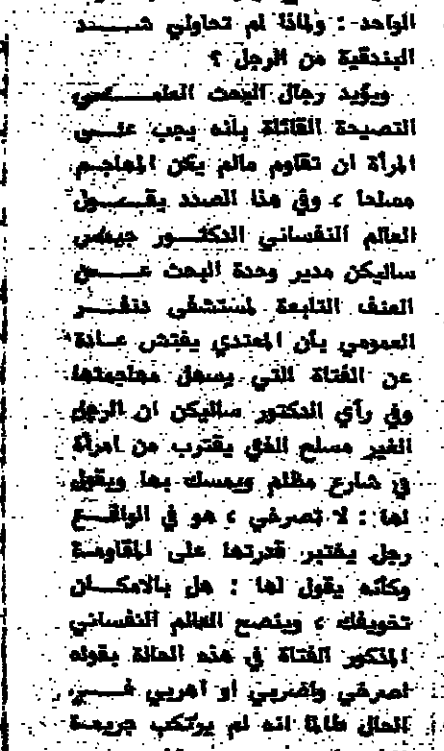 الواحد : ولماذا لم تحاولي شد
البندقية من الرجل ؟
ويؤيد رجال البحث العلمي
النصيحة القائلة بأنه يجب على
المرأة ان تقاوم مالم يكن المهاجم
مسلحا ، وفي هذا الصدد يقول
العالم النفساني الدكتور جيمس
ساليكن مدير وحدة البحث عن
العنف التابعة لمستشفى دنفر
العمومي بأن المعتدي يفتش عادة
عن الفتاة التي يسهل مهاجمتها
وفي رأي الدكتور ساليكن ان الرجل
الغير مسلح الذي يقترب من امرأة
في شارع مظلم ويمسك بها ويقول
لها : لا تصرخي ، هو في الواقع
رجل يختبر قدرتها على المقاومة
وكأنه يقول لها : هل بالامكان
تخويفك ، وينصح العالم النفساني
المذكور الفتاة في هذه الحالة بقوله
اصرخي واضربي او اهربي في
الحال طالما انه لم يرتكب جريمة